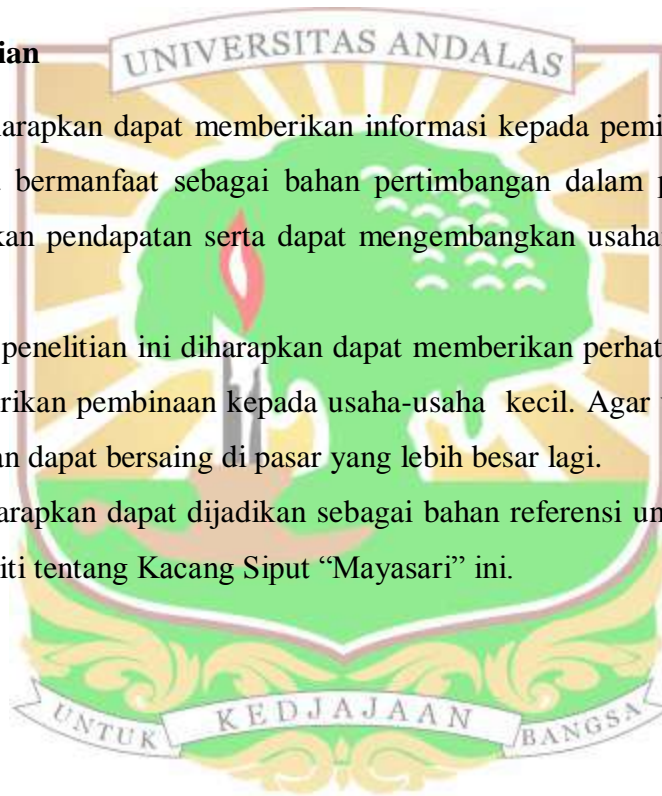 UNIVERSITAS ANDALAS
ian
arapkan dapat memberikan informasi kepada pemi
bermanfaat sebagai bahan pertimbangan dalam p
kan pendapatan serta dapat mengembangkan usaha
penelitian ini diharapkan dapat memberikan perhat
rikan pembinaan kepada usaha-usaha kecil. Agar
an dapat bersaing di pasar yang lebih besar lagi.
arapkan dapat dijadikan sebagai bahan referensi un
iti tentang Kacang Siput “Mayasari” ini.
UNTUK KEDJAJAAN BANGSA